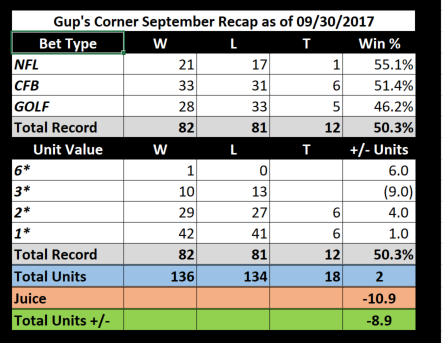 Gup's Corner September Recap as of 09/30/2017
Bet Type W L T Win %
NFL 21 17 1 55.1%
CFB 33 31 6 51.4%
GOLF 28 33 5 46.2%
Total Record 82 81 12 50.3%
Unit Value W L T +/- Units
6* 1 0 6.0
3* 10 13 (9.0)
2* 29 27 6 4.0
1* 42 41 6 1.0
Total Record 82 81 12 50.3%
Total Units 136 134 18 2
Juice -10.9
Total Units +/- -8.9